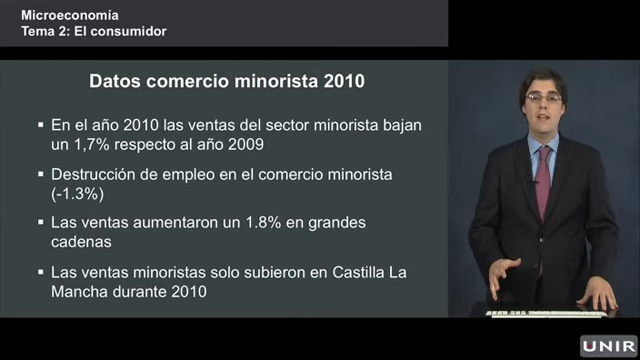 Microeconomía
Tema 2: El consumidor
Datos comercio minorista 2010
▪ En el año 2010 las ventas del sector minorista bajan
un 1,7% respecto al año 2009
▪ Destrucción de empleo en el comercio minorista
(-1.3%)
▪ Las ventas aumentaron un 1.8% en grandes
cadenas
▪ Las ventas minoristas solo subieron en Castilla La
Mancha durante 2010
UNIR